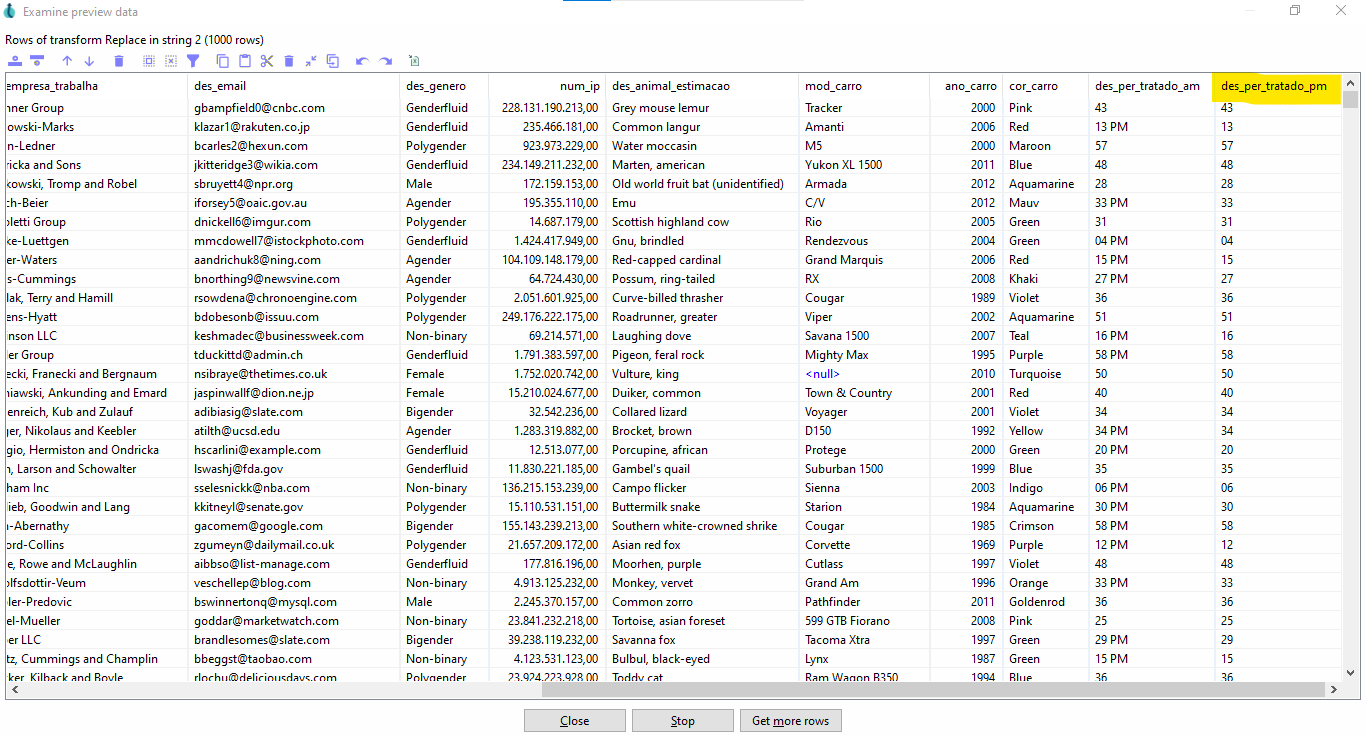 Examine preview data
Rows of transform Replace in string 2 (1000 rows)
empresa_trabalha des_email des_genero num_ip des_animal_estimacao mod_carro ano_carro cor_carro des_per_tratado_am des_per_tratado_pm
nner Group gbampfield0@cnbc.com Genderfluid 228.131.190.213,00 Grey mouse lemur Tracker 2000 Pink 43 43
owski-Marks klazar1@rakuten.co.jp Genderfluid 235.466.181,00 Common langur Amanti 2006 Red 13 PM 13
n-Ledner bcarles2@hexun.com Polygender 923.973.229,00 Water moccasin M5 2000 Maroon 57 57
ricka and Sons jkitteridge3@wikia.com Genderfluid 234.149.211.232,00 Marten, american Yukon XL 1500 2011 Blue 48 48
kowski, Tromp and Robel sbruyett4@npr.org Male 172.159.153,00 Old world fruit bat (unidentified) Armada 2012 Aquamarine 28 28
ch-Beier iforsey5@oaic.gov.au Agender 195.355.110,00 Emu C/V 2012 Mauv 33 PM 33
oletti Group dnickell6@imgur.com Polygender 14.687.179,00 Scottish highland cow Rio 2005 Green 31 31
ke-Luettgen mmcdowell7@istockphoto.com Genderfluid 1.424.417.949,00 Gnu, brindled Rendezvous 2004 Green 04 PM 04
er-Waters aandrichuk8@ning.com Agender 104.109.148.179,00 Red-capped cardinal Grand Marquis 2006 Red 15 PM 15
s-Cummings bnorthing9@newsvine.com Agender 64.724.430,00 Possum, ring-tailed RX 2008 Khaki 27 PM 27
lak, Terry and Hamill rsowdena@chronoengine.com Polygender 2.051.601.925,00 Curve-billed thrasher Cougar 1989 Violet 36 36
ens-Hyatt bdobesonb@issuu.com Polygender 249.176.222.175,00 Roadrunner, greater Viper 2002 Aquamarine 51 51
inson LLC keshmadec@businessweek.com Non-binary 69.214.571,00 Laughing dove Savana 1500 2007 Teal 16 PM 16
ler Group tduckittd@admin.ch Genderfluid 1.791.383.597,00 Pigeon, feral rock Mighty Max 1995 Purple 58 PM 58
ecki, Franecki and Bergnaum nsibraye@thetimes.co.uk Female 1.752.020.742,00 Vulture, king <null> 2010 Turquoise 50 50
niawski, Ankunding and Emard jaspinwallf@dion.ne.jp Female 15.210.024.677,00 Duiker, common Town & Country 2001 Red 40 40
enreich, Kub and Zulauf adibiasig@slate.com Bigender 32.542.236,00 Collared lizard Voyager 2001 Violet 34 34
ger, Nikolaus and Keebler atilth@ucsd.edu Agender 1.283.319.882,00 Brocket, brown D150 1992 Yellow 34 PM 34
gio, Hermiston and Ondricka hscarlini@example.com Genderfluid 12.513.077,00 Porcupine, african Protege 2000 Green 20 PM 20
n, Larson and Schowalter lswashj@fda.gov Genderfluid 11.830.221.185,00 Gambel's quail Suburban 1500 1999 Blue 35 35
ham Inc sselesnickk@nba.com Non-binary 136.215.153.239,00 Campo flicker Sienna 2003 Indigo 06 PM 06
lieb, Goodwin and Lang kkitneyl@senate.gov Polygender 15.110.531.151,00 Buttermilk snake Starion 1984 Aquamarine 30 PM 30
-Abernathy gacomem@google.com Bigender 155.143.239.213,00 Southern white-crowned shrike Cougar 1985 Crimson 58 PM 58
ord-Collins zgumeyn@dailymail.co.uk Polygender 21.657.209.172,00 Asian red fox Corvette 1969 Purple 12 PM 12
e, Rowe and McLaughlin aibbso@list-manage.com Genderfluid 177.816.196,00 Moorhen, purple Cutlass 1997 Violet 48 48
olfsdottir-Veum veschellep@blog.com Non-binary 4.913.125.232,00 Monkey, vervet Grand Am 1996 Orange 33 PM 33
oler-Predovic bswinnertonq@mysql.com Male 2.245.370.157,00 Common zorro Pathfinder 2011 Goldenrod 36 36
el-Mueller goddar@marketwatch.com Non-binary 23.841.232.218,00 Tortoise, asian foreset 599 GTB Fiorano 2008 Pink 25 25
er LLC brandlesomes@slate.com Bigender 39.238.119.232,00 Savanna fox Tacoma Xtra 1997 Green 29 PM 29
tz, Cummings and Champlin bbeggst@taobao.com Non-binary 4.123.531.123,00 Bulbul, black-eyed Lynx 1987 Green 15 PM 15
ker, Kilback and Boyle rlochu@deliciousdays.com Polygender 23.924.223.928,00 Toddy cat Ram Wagon B350 1994 Blue 36 36
Close Stop Get more rows